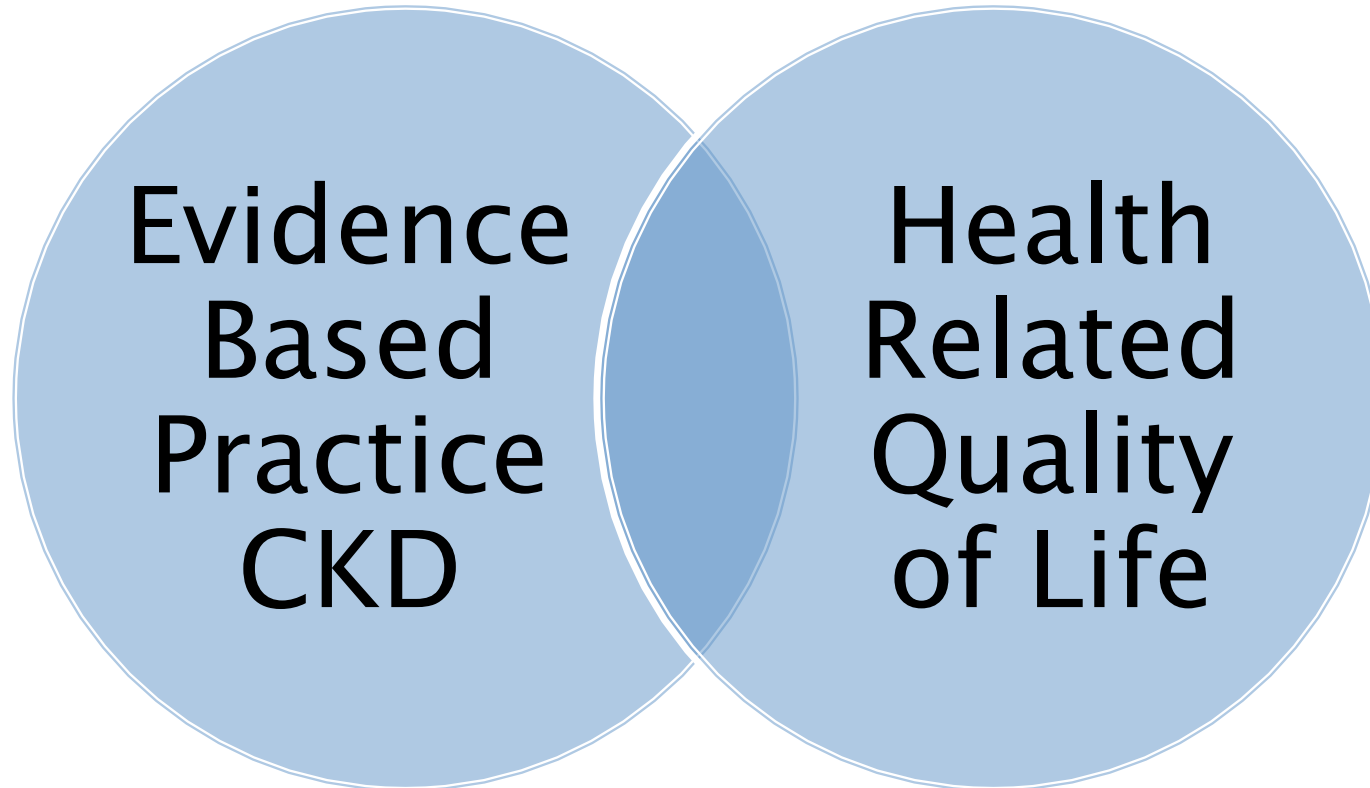 Evidence
Based
Practice
CKD
Health
Related
Quality
of Life